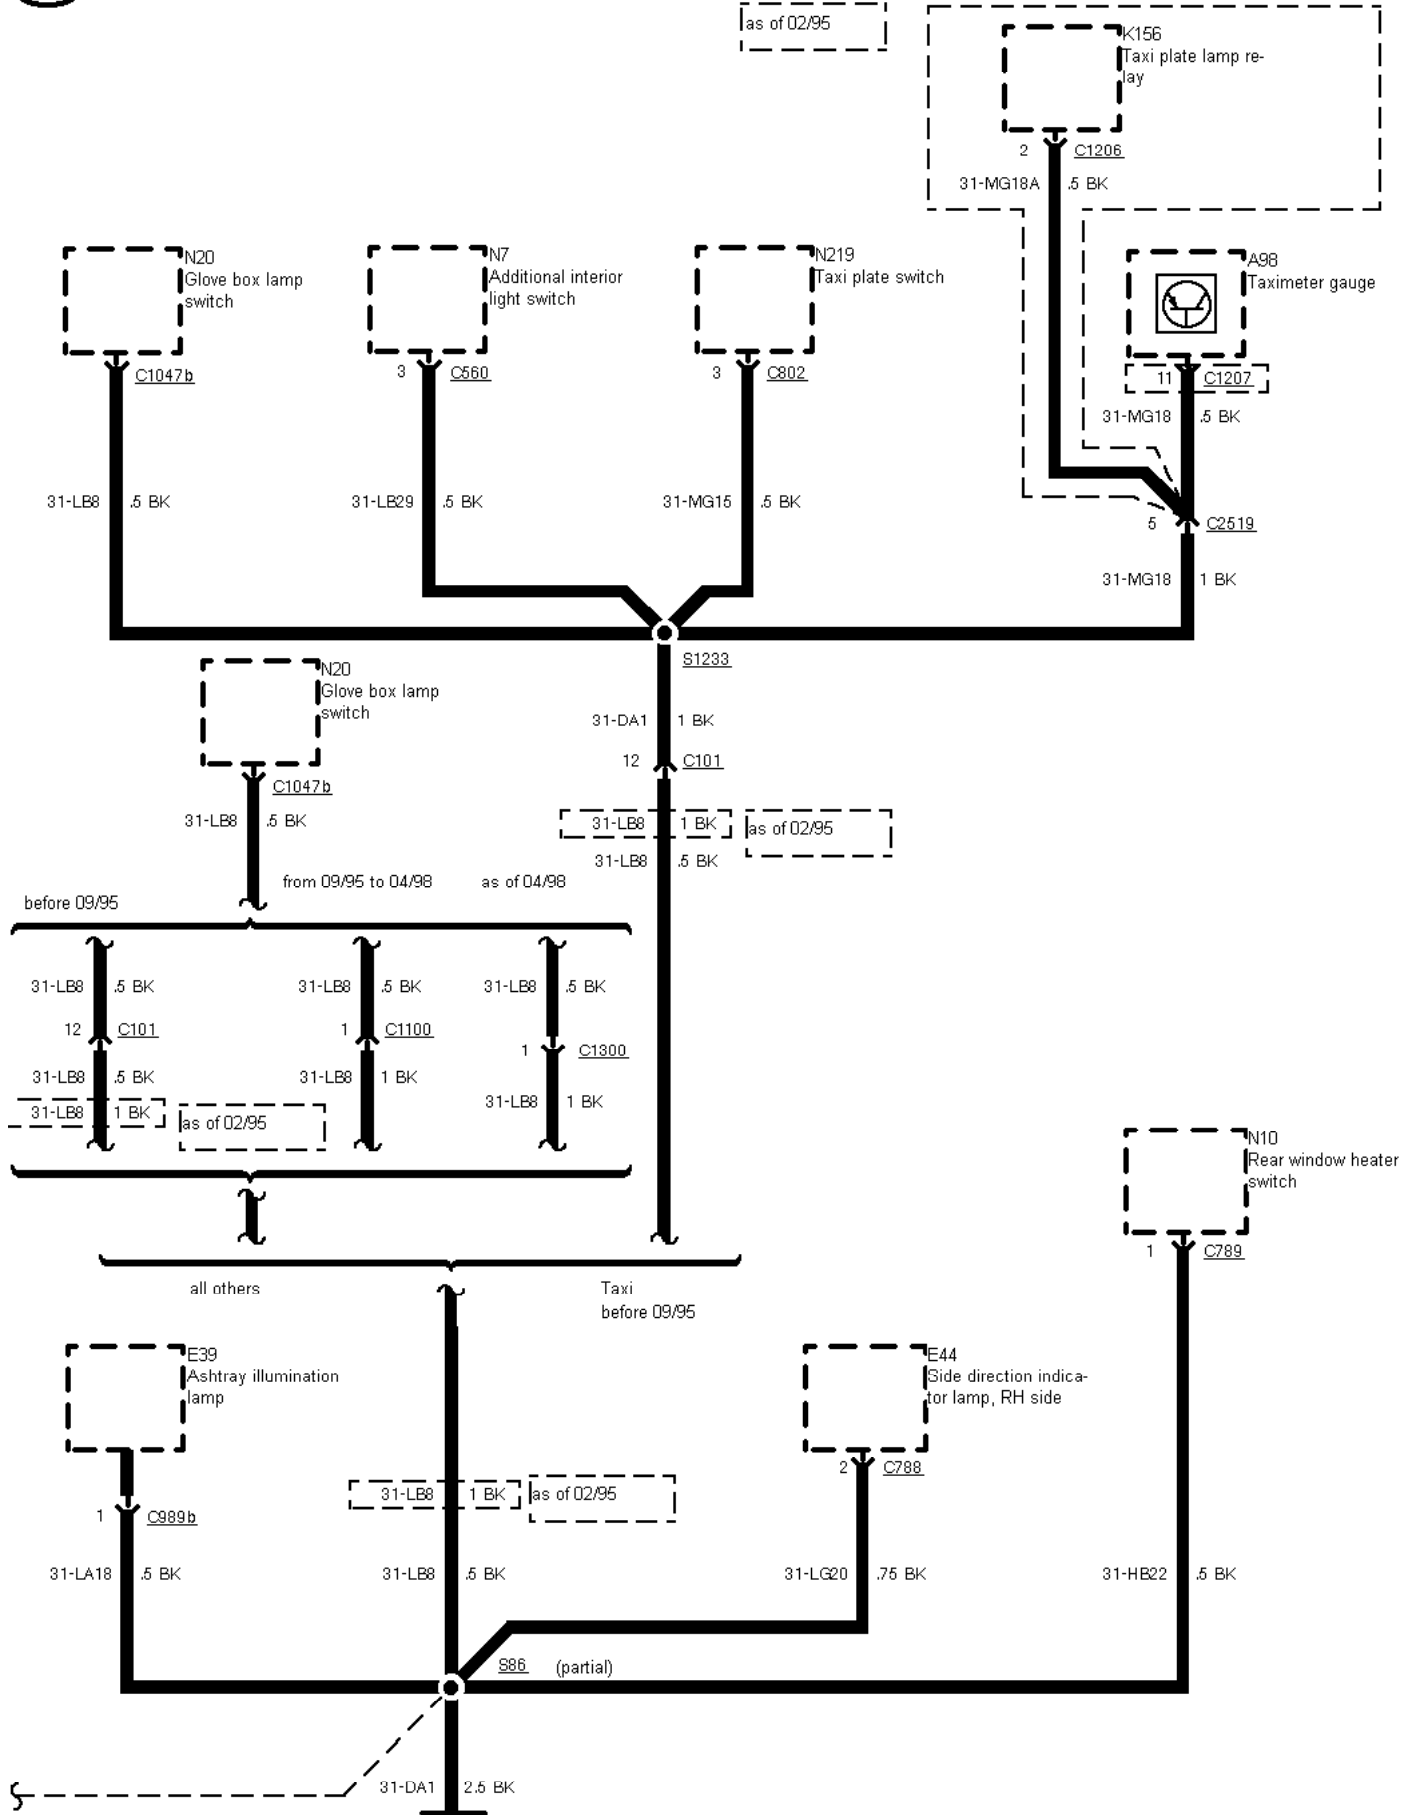 as of 02/95
K156
Taxi plate lamp re-
lay
2 C1206
31-MG18A .5 BK
N20
Glove box lamp
switch
N7
Additional interior
light switch
N219
Taxi plate switch
A98
Taximeter gauge
C1047b
3 C560
3 C802
11 C1207
31-MG18 .5 BK
31-LB8 .5 BK
31-LB29 .5 BK
31-MG15 .5 BK
5 C2519
31-MG18 1 BK
S1233
N20
Glove box lamp
switch
31-DA1 1 BK
12 C101
C1047b
31-LB8 .5 BK
31-LB8 1 BK
as of 02/95
31-LB8 .5 BK
before 09/95
from 09/95 to 04/98
as of 04/98
31-LB8 .5 BK
31-LB8 .5 BK
31-LB8 .5 BK
12 C101
1 C1100
1 C1300
31-LB8 .5 BK
31-LB8 1 BK
31-LB8 1 BK
31-LB8 1 BK
as of 02/95
N10
Rear window heater
switch
1 C789
all others
Taxi
before 09/95
E39
Ashtray illumination
lamp
E44
Side direction indica-
tor lamp, RH side
2 C788
31-LB8 1 BK
as of 02/95
1 C989b
31-LA18 .5 BK
31-LB8 .5 BK
31-LG20 .75 BK
31-HB22 .5 BK
S86 (partial)
31-DA1 2.5 BK